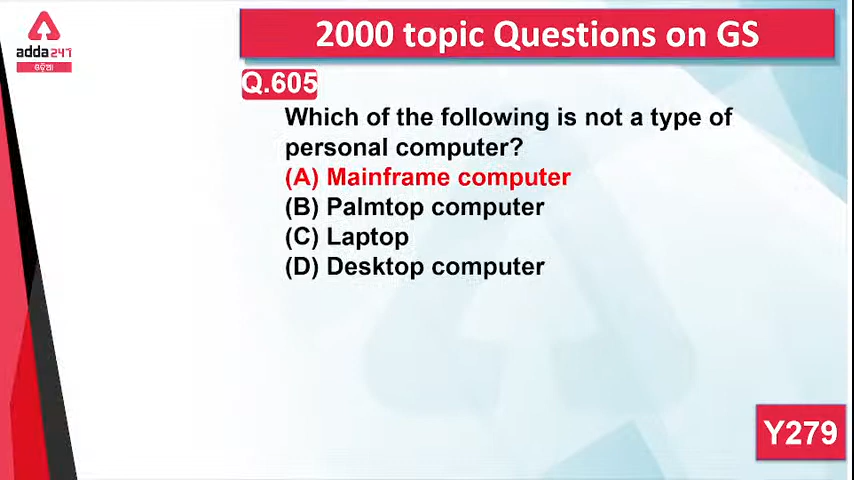 adda247
ଓଡ଼ିଆ
2000 topic Questions on GS
Q.605
Which of the following is not a type of
personal computer?
(A) Mainframe computer
(B) Palmtop computer
(C) Laptop
(D) Desktop computer
Y279